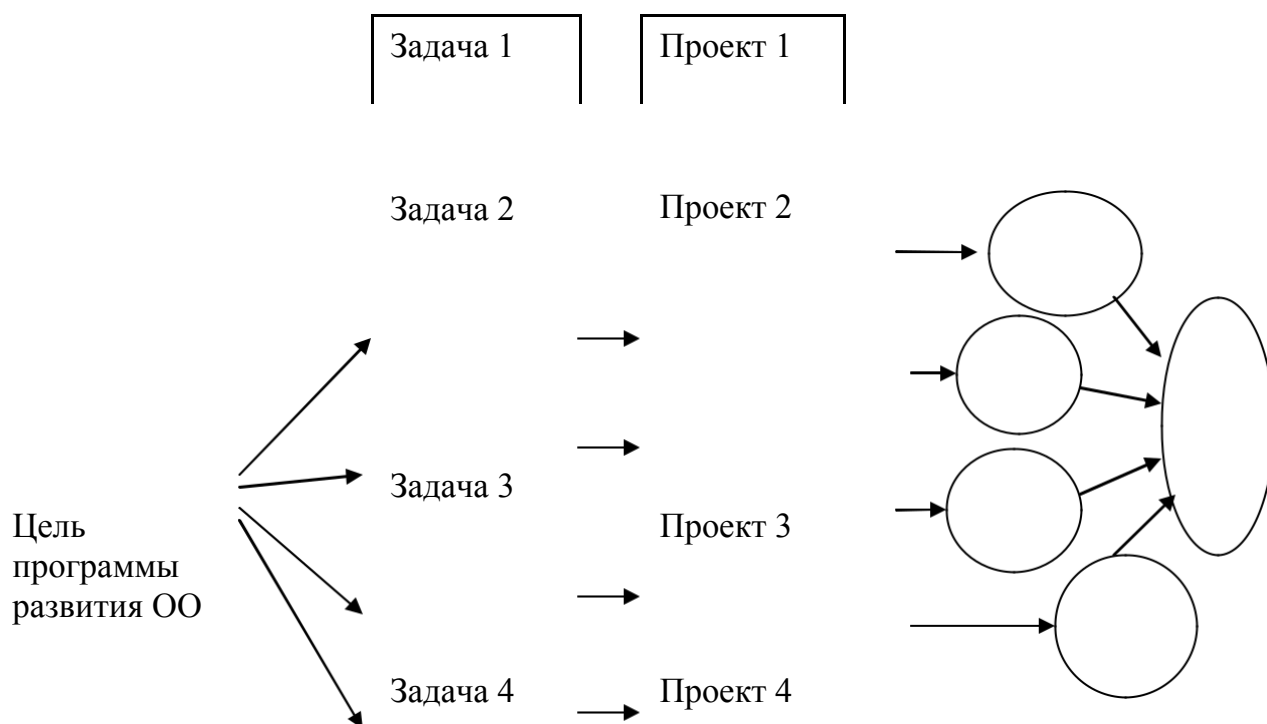 Задача 1
Проект 1
Задача 2
Проект 2
Задача 3
Проект 3
Цель
программы
развития ОО
Задача 4
Проект 4